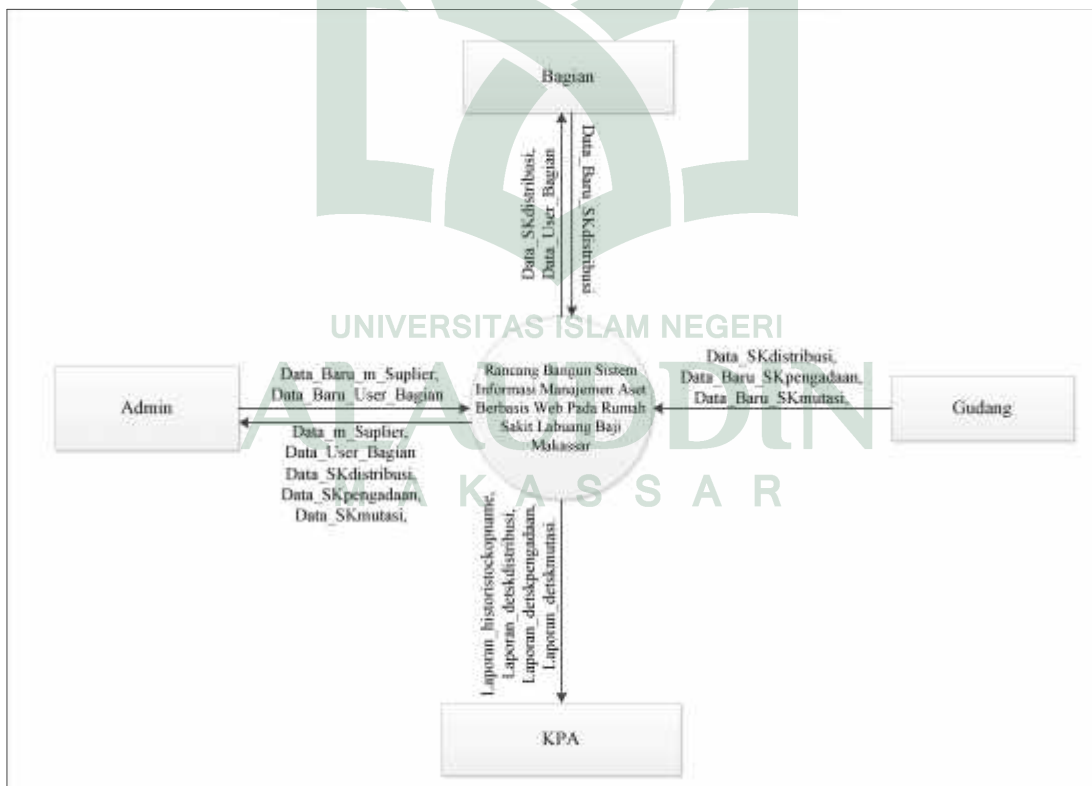 Bagian
Data_SKdistribusi,
Data_User_Bagian
Data_Baru_SKdistribusi
UNIVERSITAS ISLAM NEGERI
ALAUDDIN
MAKASSAR
Admin
Data_Baru_m_Suplier,
Data_Baru_User_Bagian
Data_m_Suplier,
Data_User_Bagian
Data_SKdistribusi,
Data_SKpengadaan,
Data_SKmutasi,
Rancang Bangun Sistem
Informasi Manajemen Aset
Berbasis Web Pada Rumah
Sakit Labuang Baji
Makassar
Data_SKdistribusi,
Data_Baru_SKpengadaan,
Data_Baru_SKmutasi,
Gudang
Laporan_historistockopname,
Laporan_detskdistribusi,
Laporan_detskpengadaan,
Laporan_detskmutasi.
KPA